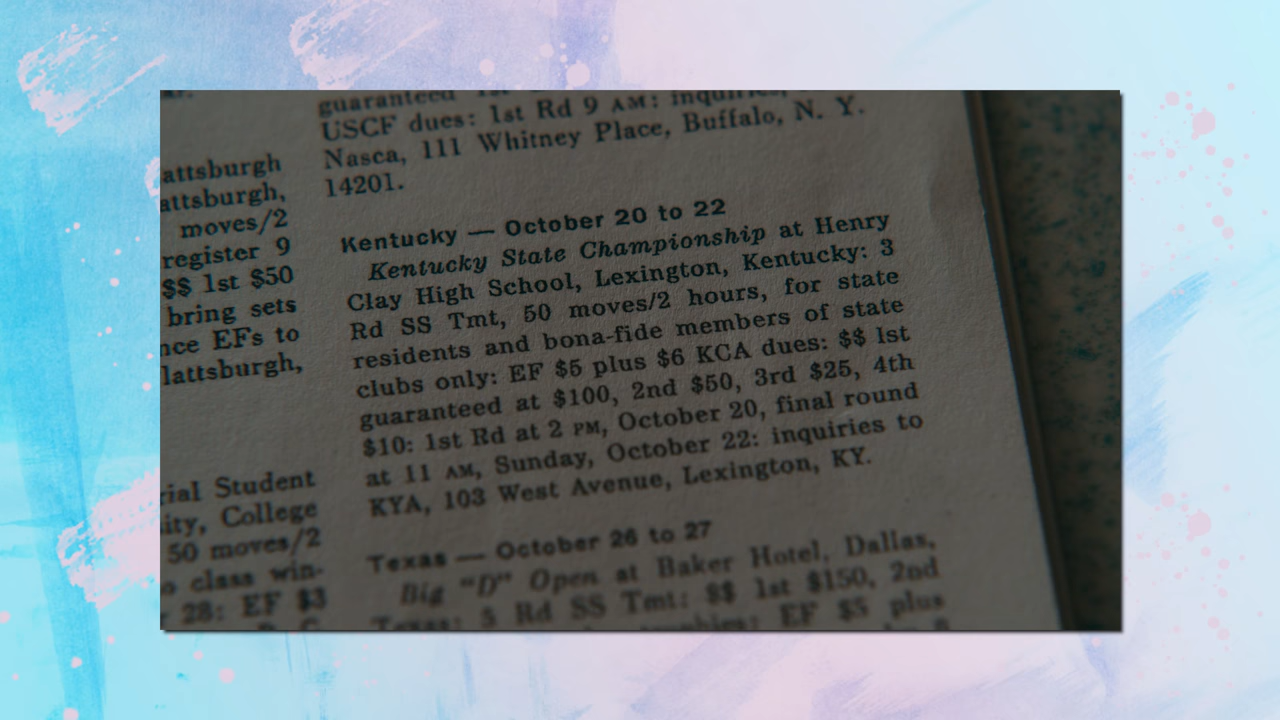 guaranteed
USCF dues: 1st Rd 9 AM: inquiries,
Nasca, 111 Whitney Place, Buffalo, N. Y.
14201.
Kentucky — October 20 to 22
Kentucky State Championship at Henry
Clay High School, Lexington, Kentucky: 3
Rd SS Tmt, 50 moves/2 hours, for state
residents and bona-fide members of state
clubs only: EF $5 plus $6 KCA dues: $$ 1st
guaranteed at $100, 2nd $50, 3rd $25, 4th
$10: 1st Rd at 2 PM, October 20, final round
at 11 AM, Sunday, October 22: inquiries to
KYA, 103 West Avenue, Lexington, KY.
Texas — October 26 to 27
Big "D" Open at Baker Hotel, Dallas,
Texas: 5 Rd SS Tmt: $$ 1st $150, 2nd
EF $5 plus
attsburgh
attsburgh,
moves/2
register 9
$$ 1st $50
bring sets
nce EFs to
lattsburgh,
rial Student
ity, College
50 moves/2
class win-
28: EF $3